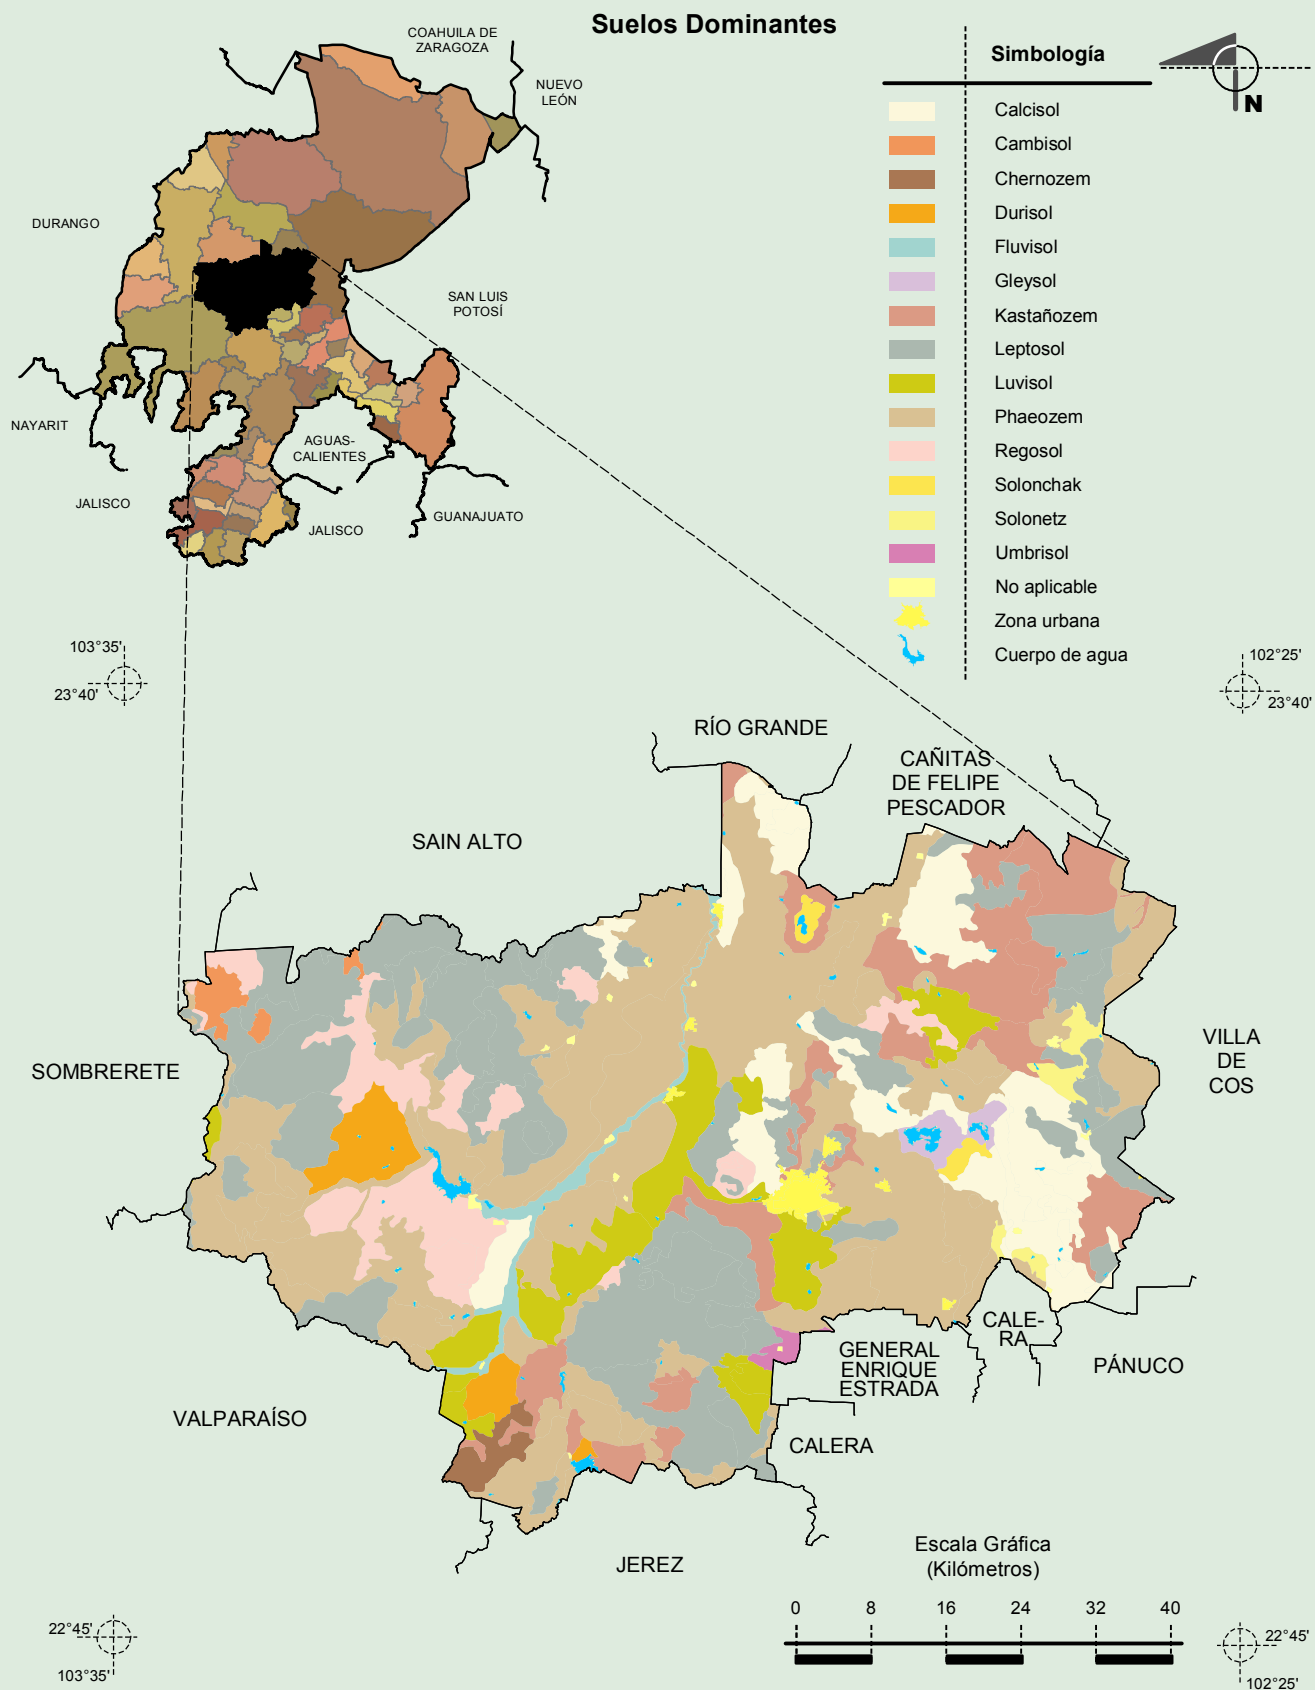 Suelos Dominantes
COAHUILA DE
ZARAGOZA
NUEVO
LEÓN
DURANGO
SAN LUIS
POTOSÍ
NAYARIT
AGUAS-
CALIENTES
JALISCO
JALISCO
GUANAJUATO
Simbología
N
Calcisol
Cambisol
Chernozem
Durisol
Fluvisol
Gleysol
Kastañozem
Leptosol
Luvisol
Phaeozem
Regosol
Solonchak
Solonetz
Umbrisol
No aplicable
Zona urbana
Cuerpo de agua
103°35'
23°40'
102°25'
23°40'
RÍO GRANDE
CAÑITAS
DE FELIPE
PESCADOR
SAIN ALTO
SOMBRERETE
VILLA
DE
COS
CALE-
RA
GENERAL
ENRIQUE
ESTRADA
PÁNUCO
VALPARAÍSO
CALERA
JEREZ
Escala Gráfica
(Kilómetros)
0 8 16 24 32 40
22°45'
103°35'
22°45'
102°25'